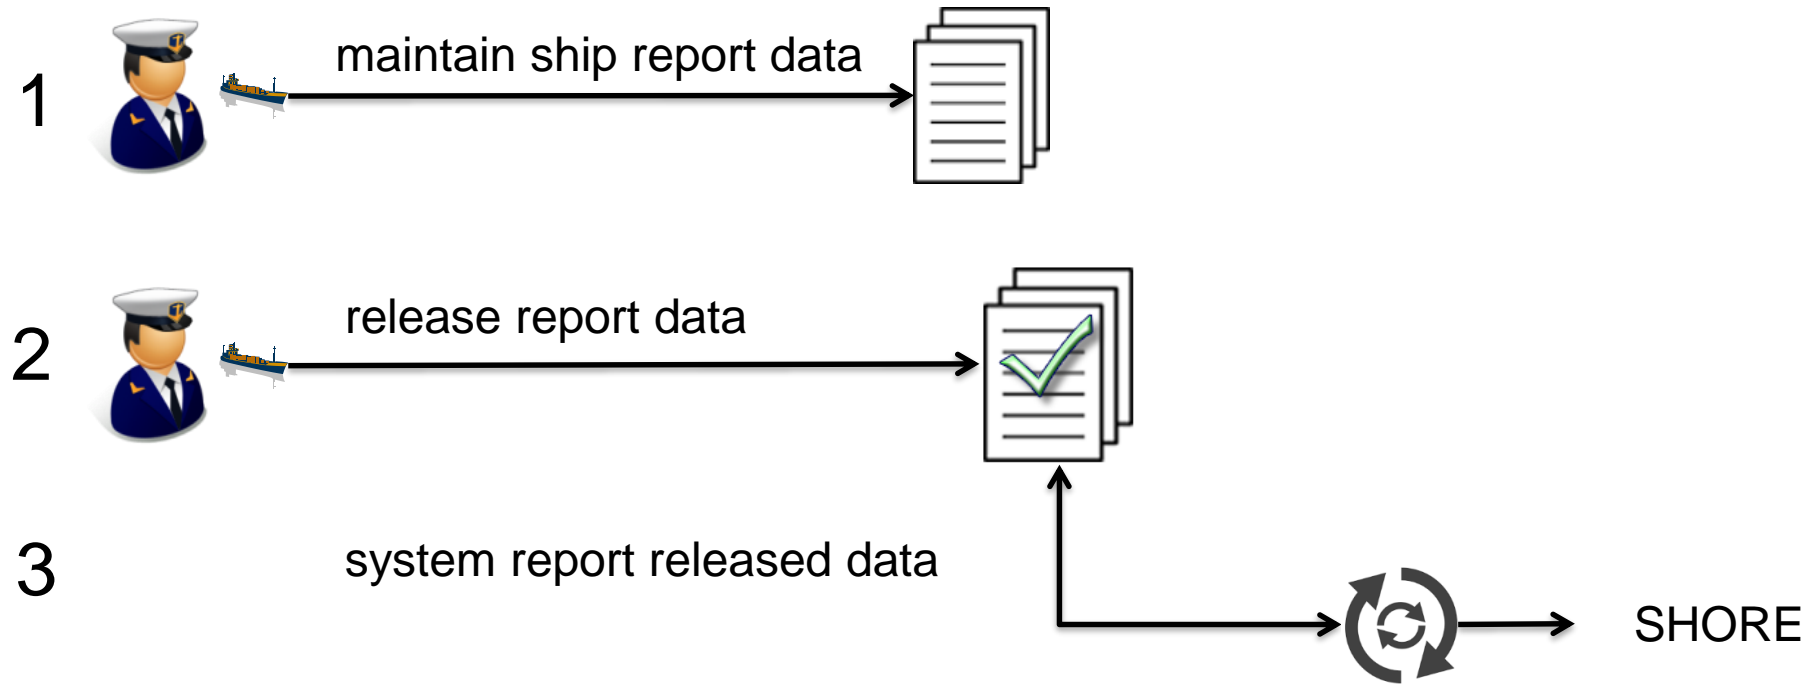 1
maintain ship report data
2
release report data
3
system report released data
SHORE